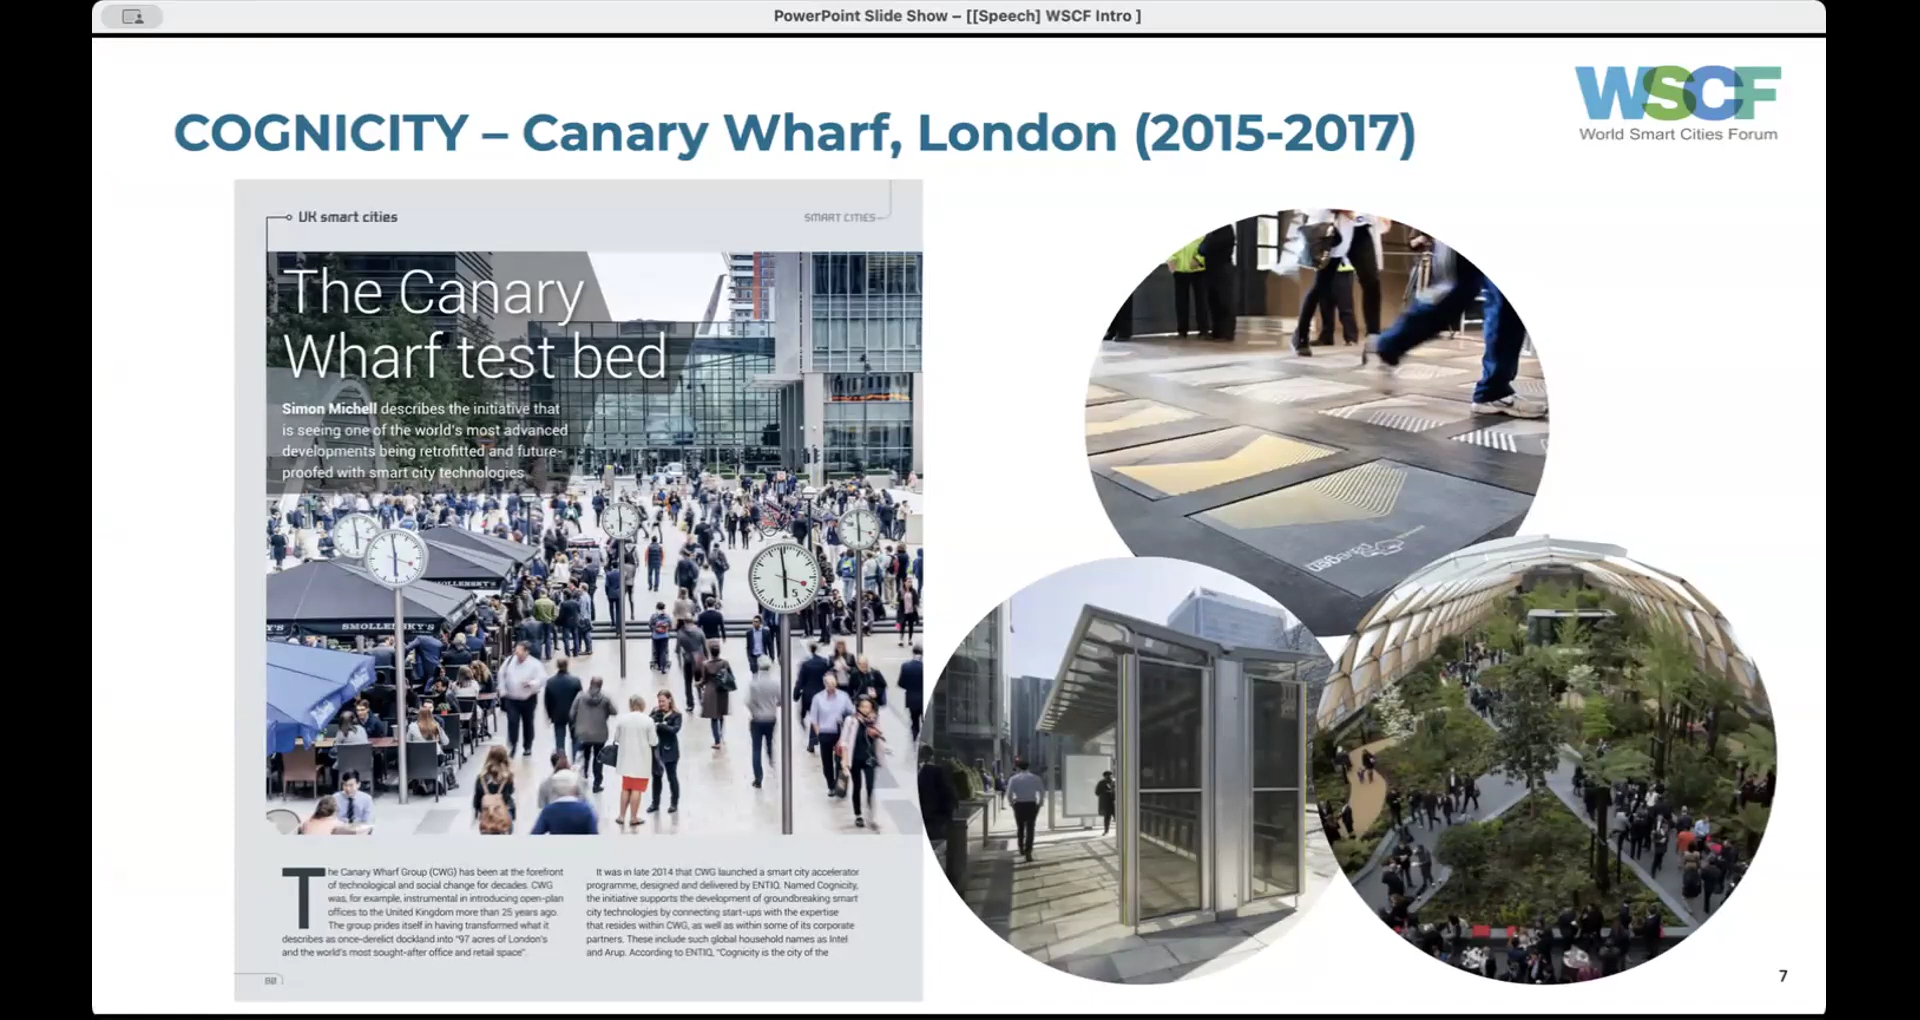 PowerPoint Slide Show – [[Speech] WSCF Intro ]
WSCF
World Smart Cities Forum
COGNICITY – Canary Wharf, London (2015-2017)
UK smart cities
SMART CITIES
The Canary
Wharf test bed
Simon Michell describes the initiative that
is seeing one of the world's most advanced
developments being retrofitted and future-
proofed with smart city technologies
SMOLLENSKY'S
Y'S
SMOLLENSKY'S
5
The Canary Wharf Group (CWG) has been at the forefront
of technological and social change for decades. CWG
was, for example, instrumental in introducing open-plan
offices to the United Kingdom more than 25 years ago.
The group prides itself in having transformed what it
describes as once-derelict dockland into "97 acres of London's
and the world's most sought-after office and retail space".
It was in late 2014 that CWG launched a smart city accelerator
programme, designed and delivered by ENTIQ. Named Cognicity,
the initiative supports the development of groundbreaking smart
city technologies by connecting start-ups with the expertise
that resides within CWG, as well as within some of its corporate
partners. These include such global household names as Intel
and Arup. According to ENTIQ, "Cognicity is the city of the
80
7